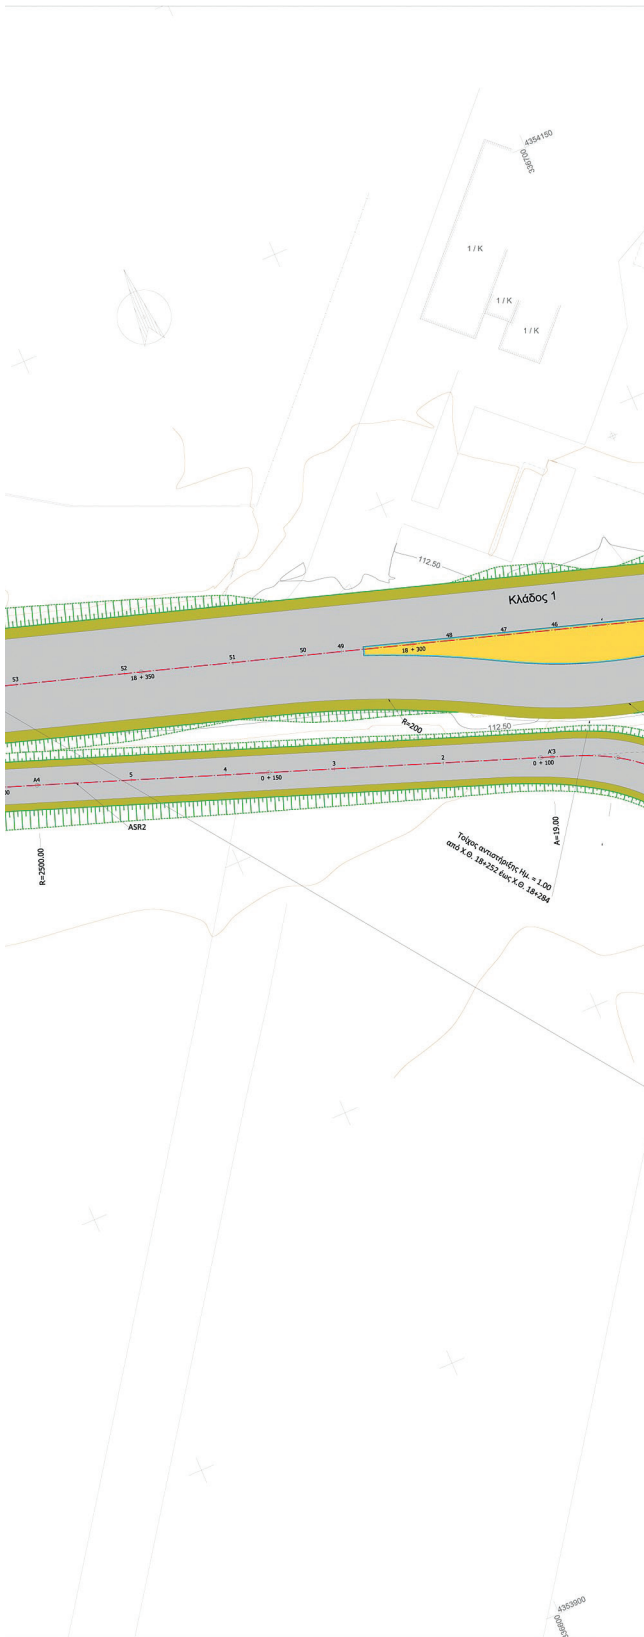 4354150
336700
1 / K
1 / K
1 / K
112.50
Κλάδος 1
53
52
51
50
49
48
47
46
18 + 350
18 + 300
R=200
112.50
A4
5
4
3
2
A'3
0 + 150
0 + 100
ASR2
R=2500.00
A=19.00
Τοίχος αντιστήριξης Ημ. = 1.00
από Χ.Θ. 18+252 έως Χ.Θ. 18+284
4353900